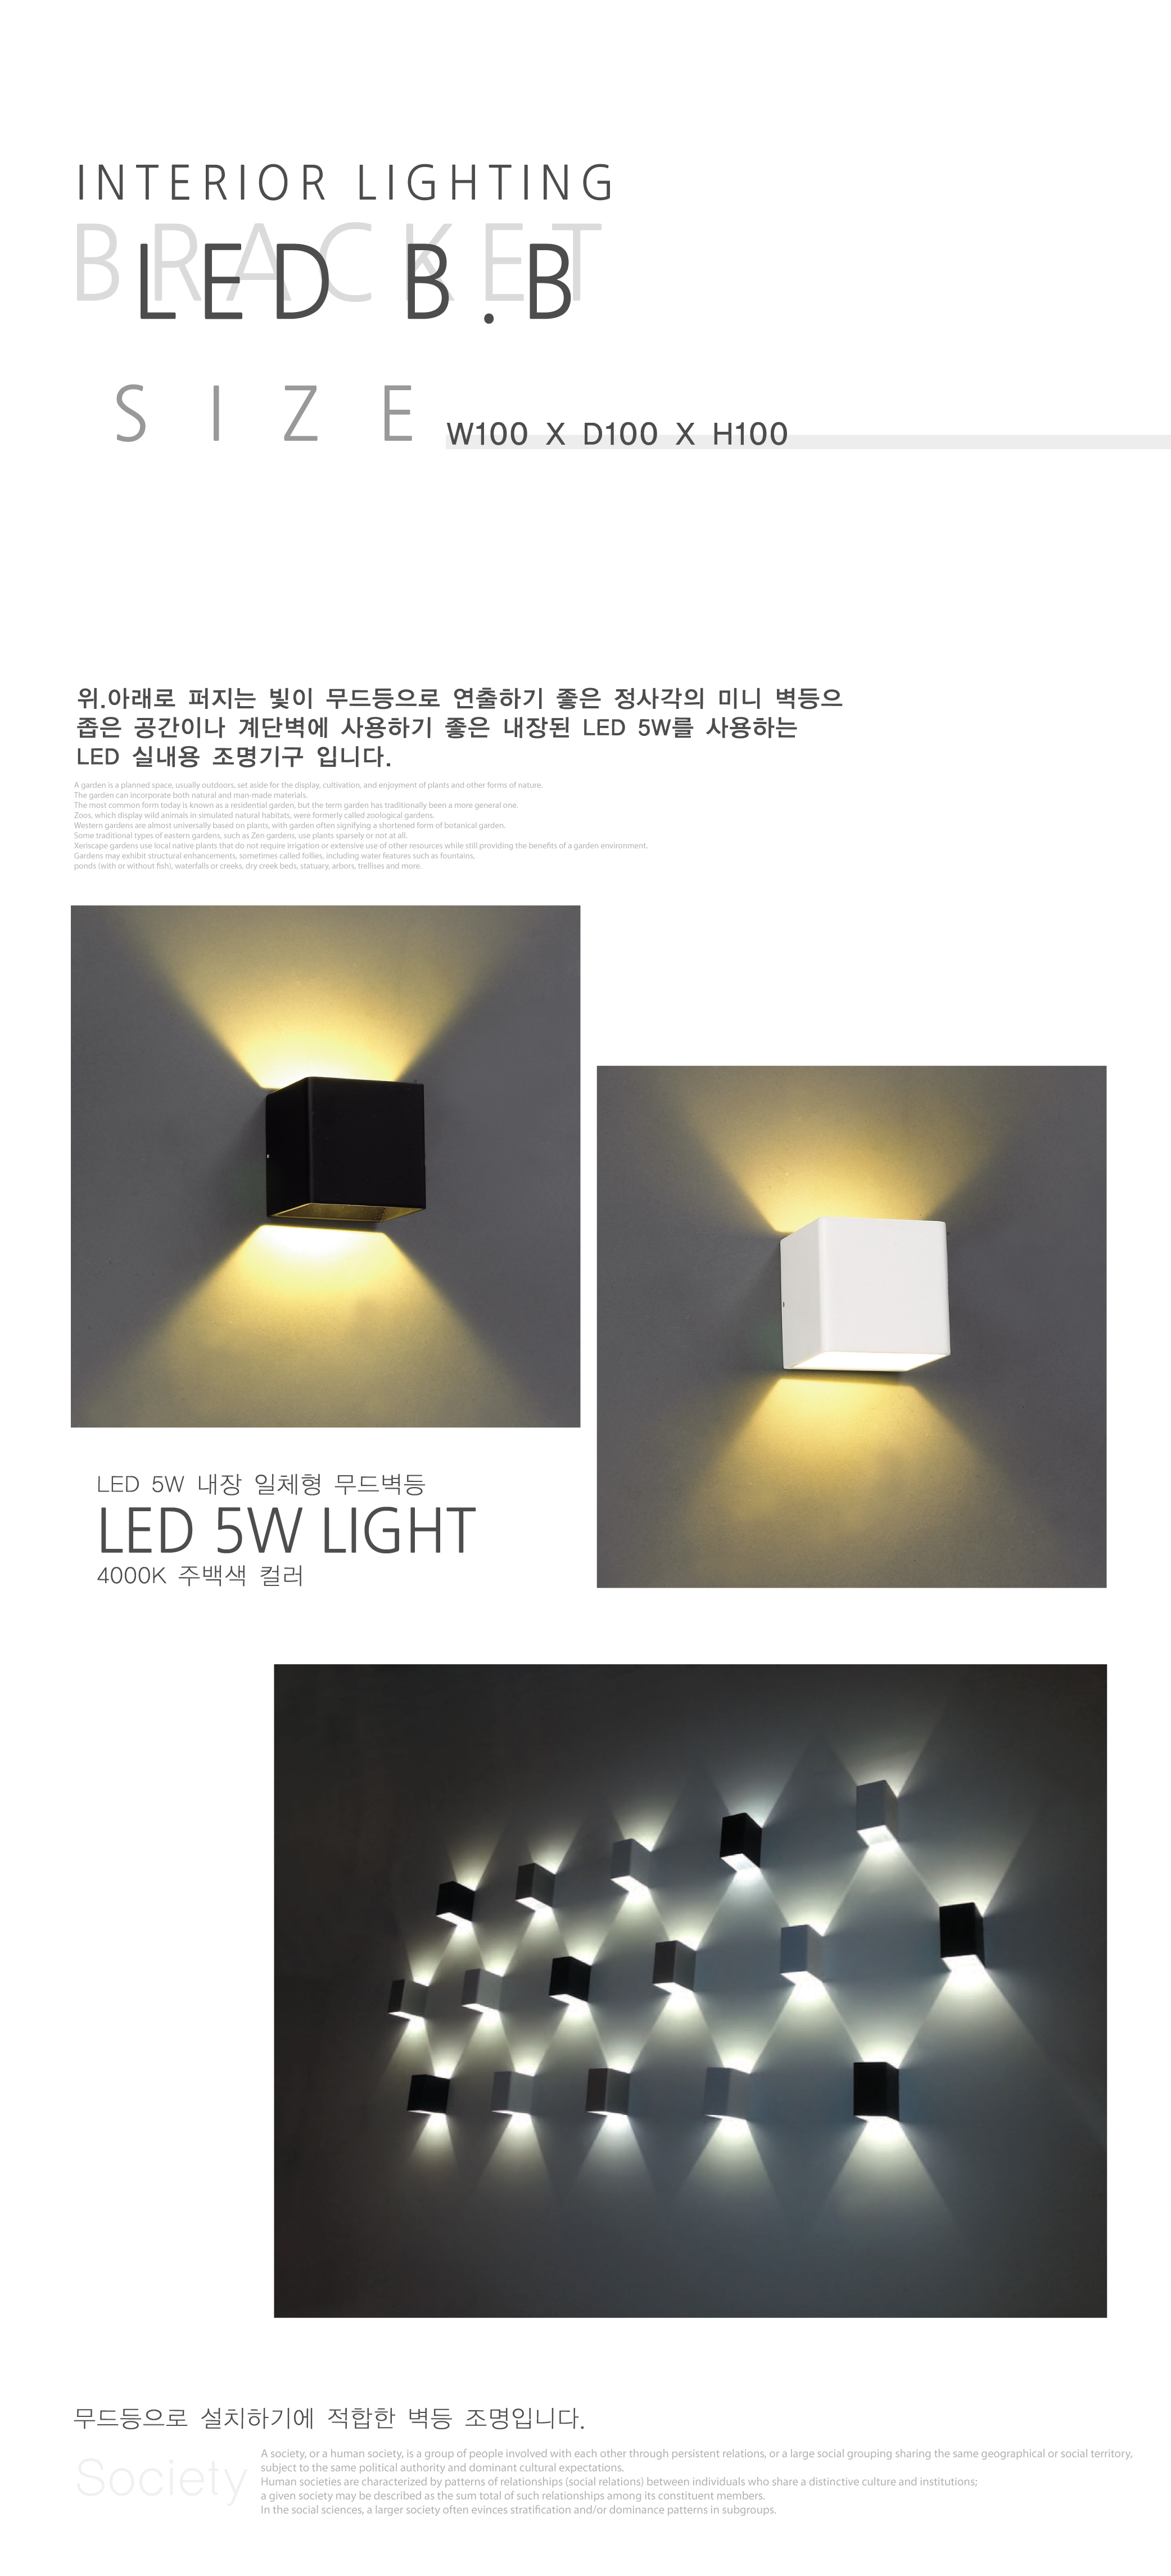 INTERIOR LIGHTING
BRACKET
LED B.B
SIZE W100 X D100 X H100
위.아래로 퍼지는 빛이 무드등으로 연출하기 좋은 정사각의 미니 벽등으
좁은 공간이나 계단벽에 사용하기 좋은 내장된 LED 5W를 사용하는
LED 실내용 조명기구 입니다.
A garden is a planned space, usually outdoors, set aside for the display, cultivation, and enjoyment of plants and other forms of nature.
The garden can incorporate both natural and man-made materials.
The most common form today is known as a residential garden, but the term garden has traditionally been a more general one.
Zoos, which display wild animals in simulated natural habitats, were formerly called zoological gardens.
Western gardens are almost universally based on plants, with garden often signifying a shortened form of botanical garden.
Some traditional types of eastern gardens, such as Zen gardens, use plants sparsely or not at all.
Xeriscape gardens use local native plants that do not require irrigation or extensive use of other resources while still providing the benefits of a garden environment.
Gardens may exhibit structural enhancements, sometimes called follies, including water features such as fountains,
ponds (with or without fish), waterfalls or creeks, dry creek beds, statuary, arbors, trellises and more.
LED 5W 내장 일체형 무드벽등
LED 5W LIGHT
4000K 주백색 컬러
무드등으로 설치하기에 적합한 벽등 조명입니다.
Society
A society, or a human society, is a group of people involved with each other through persistent relations, or a large social grouping sharing the same geographical or social territory,
subject to the same political authority and dominant cultural expectations.
Human societies are characterized by patterns of relationships (social relations) between individuals who share a distinctive culture and institutions;
a given society may be described as the sum total of such relationships among its constituent members.
In the social sciences, a larger society often evinces stratification and/or dominance patterns in subgroups.